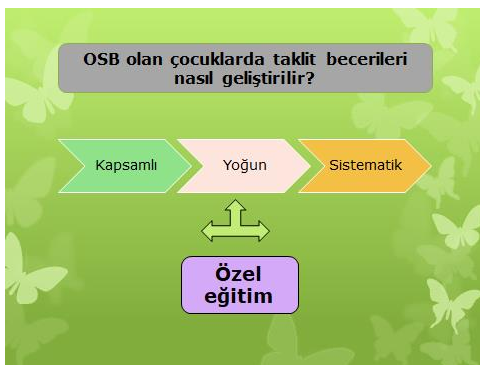 OSB olan çocuklarda taklit becerileri
nasıl geliştirilir?
Kapsamlı
Yoğun
Sistematik
Özel
eğitim